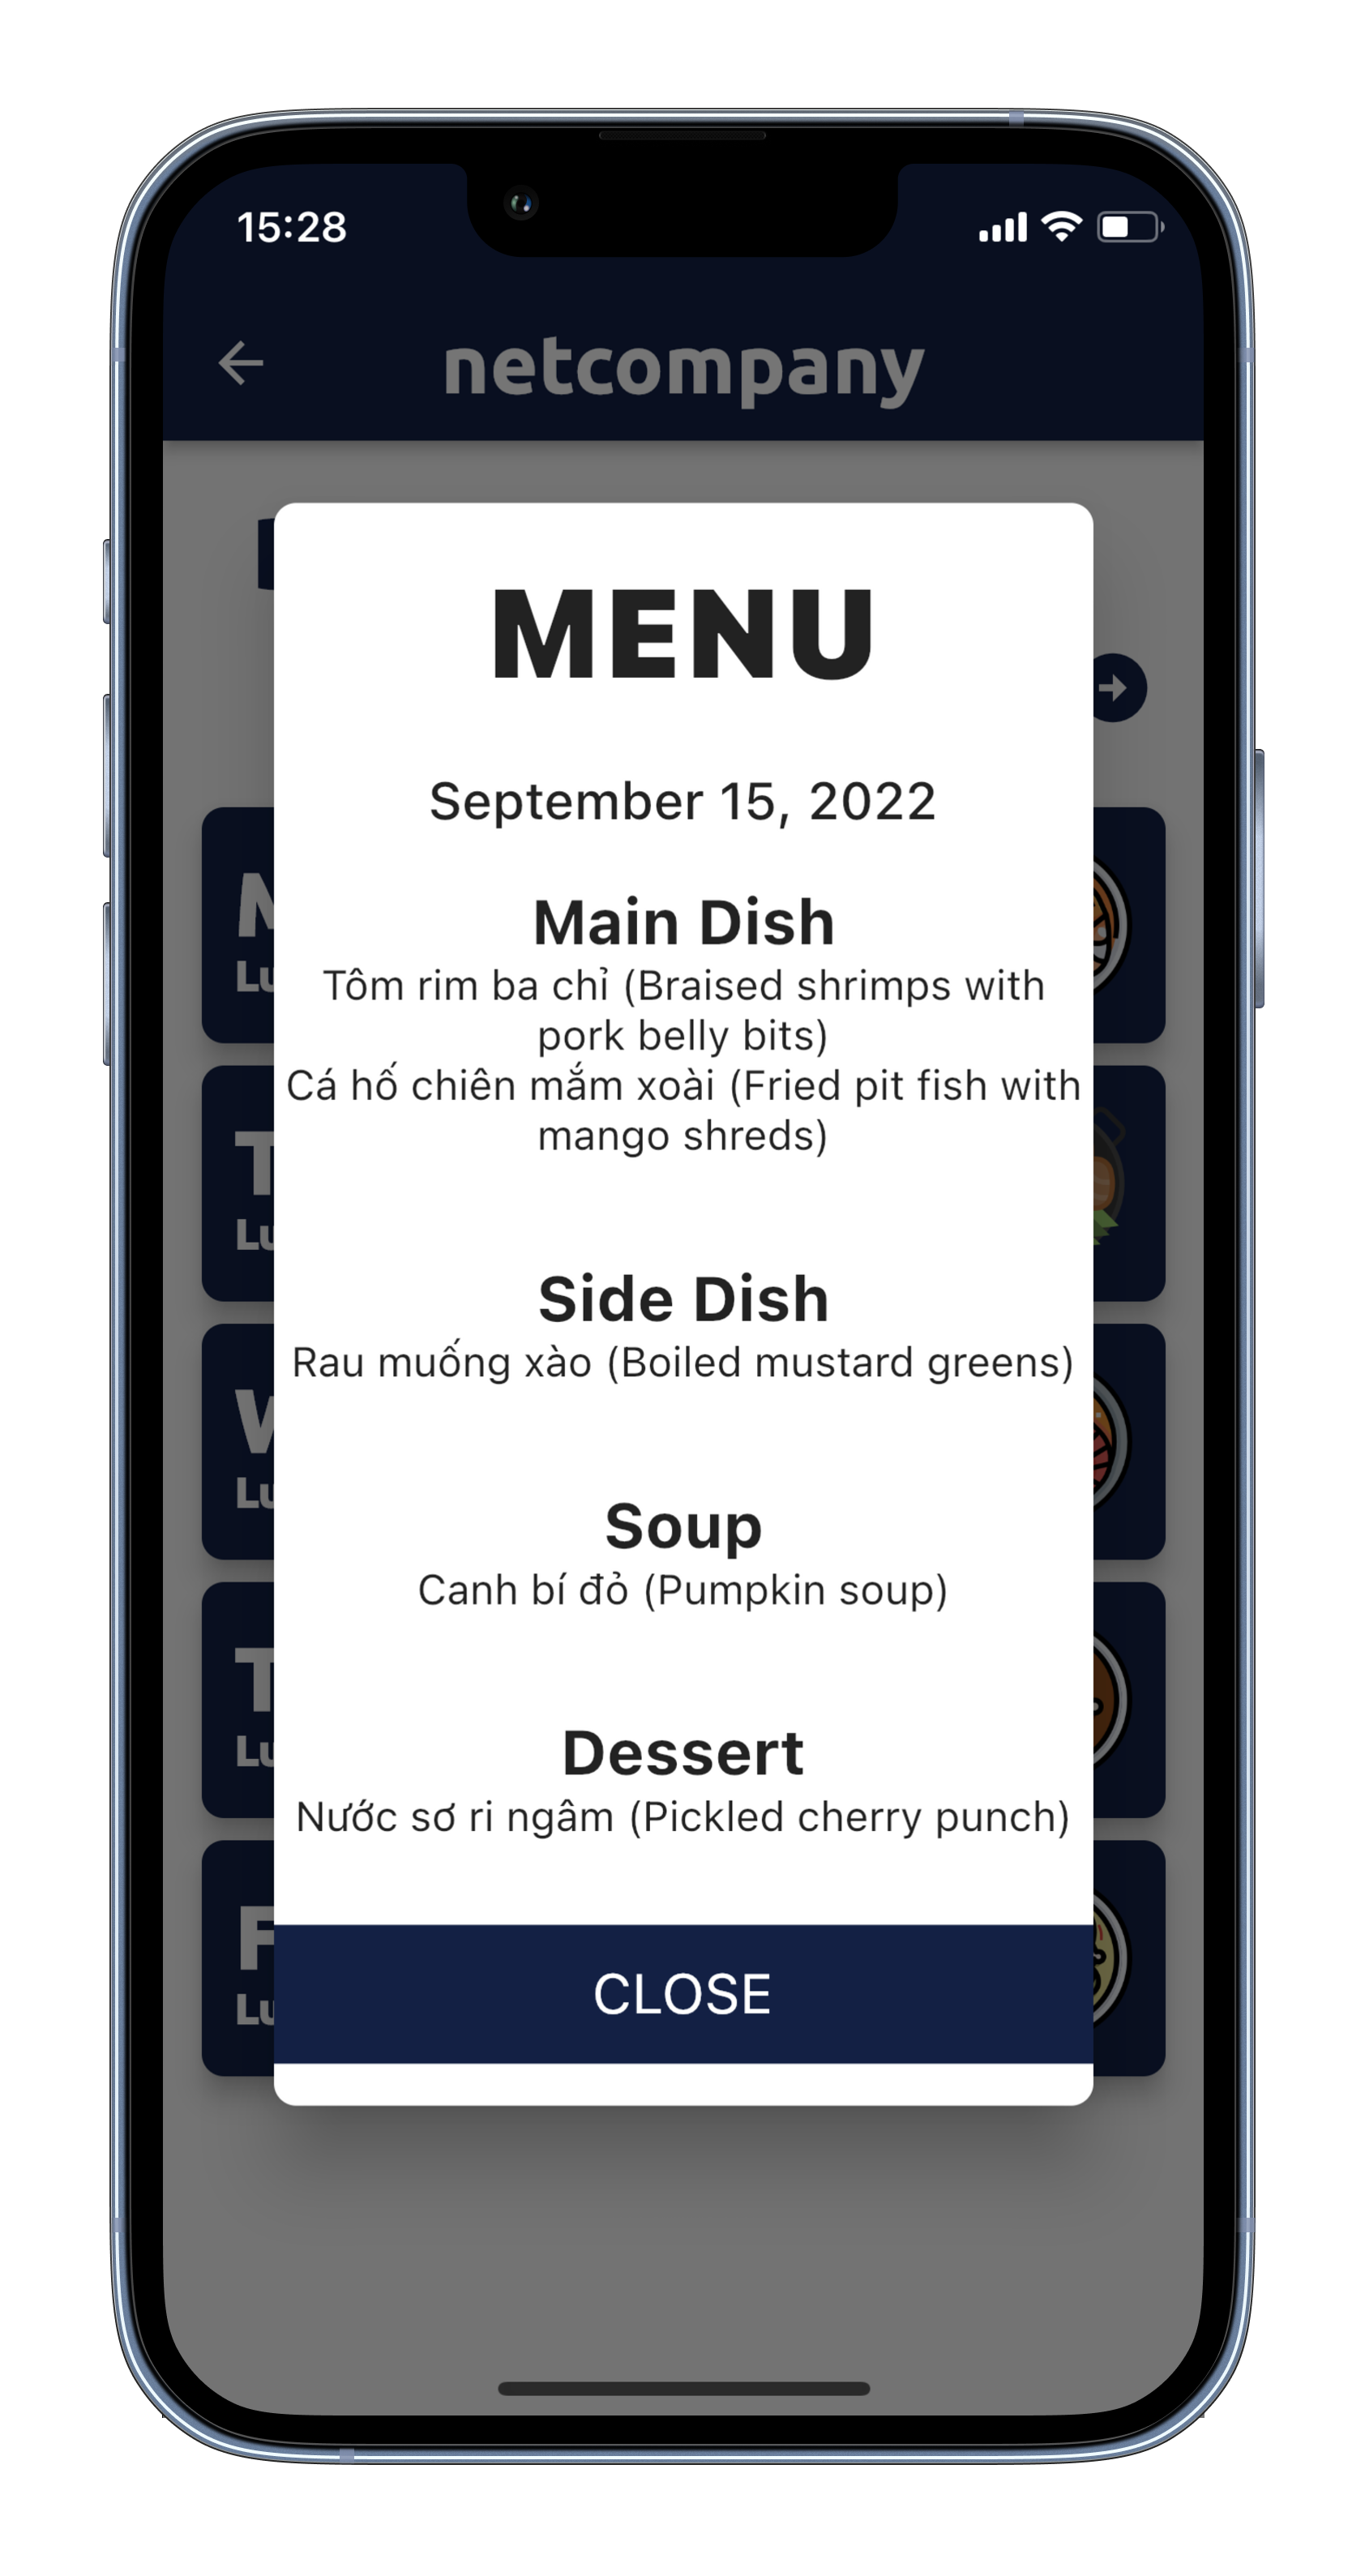 15:28
netcompany
MENU
September 15, 2022
Main Dish
Tôm rim ba chỉ (Braised shrimps with
pork belly bits)
Cá hố chiên mắm xoài (Fried pit fish with
mango shreds)
Side Dish
Rau muống xào (Boiled mustard greens)
Soup
Canh bí đỏ (Pumpkin soup)
Dessert
Nước sơ ri ngâm (Pickled cherry punch)
CLOSE